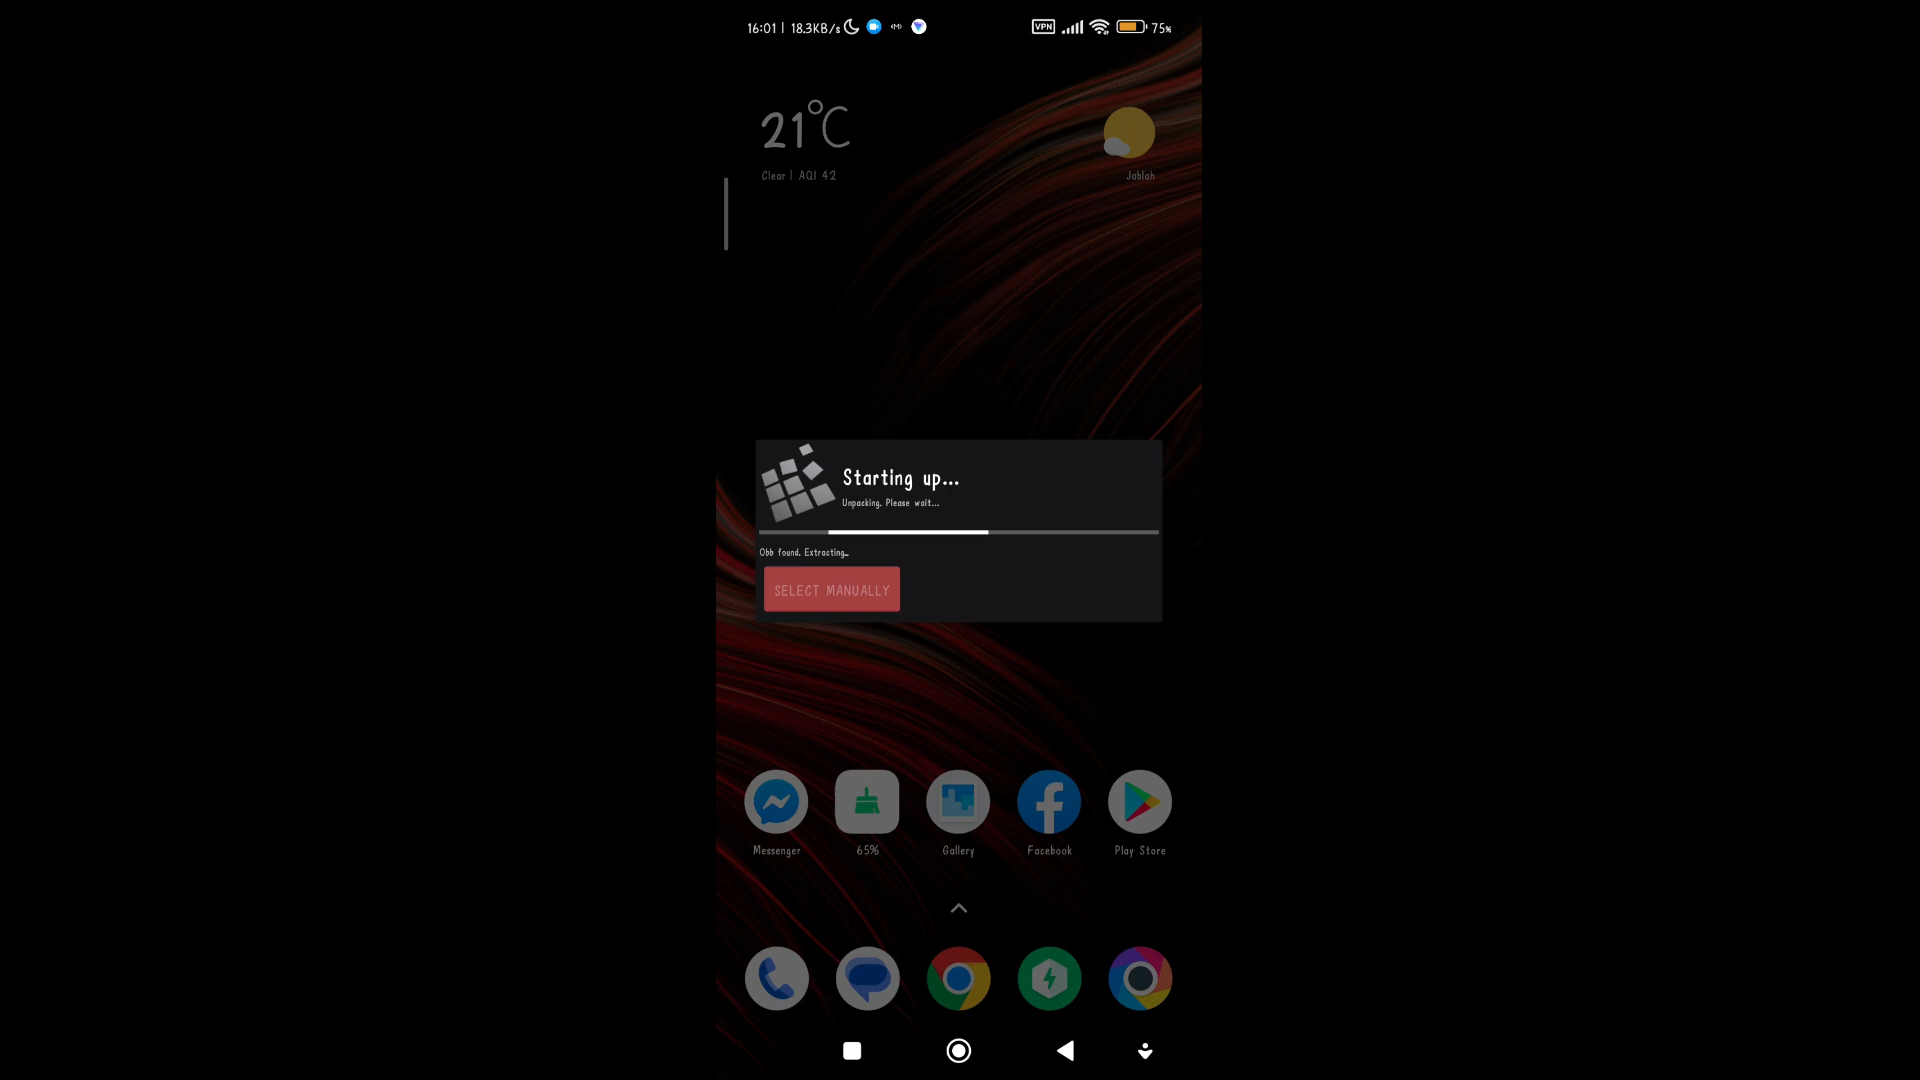 16:01 | 18.3KB/s
VPN
75%
21°C
Clear | AQI 42
Jablah
Starting up...
Unpacking. Please wait...
Obb found. Extracting...
SELECT MANUALLY
Messenger
65%
Gallery
Facebook
Play Store